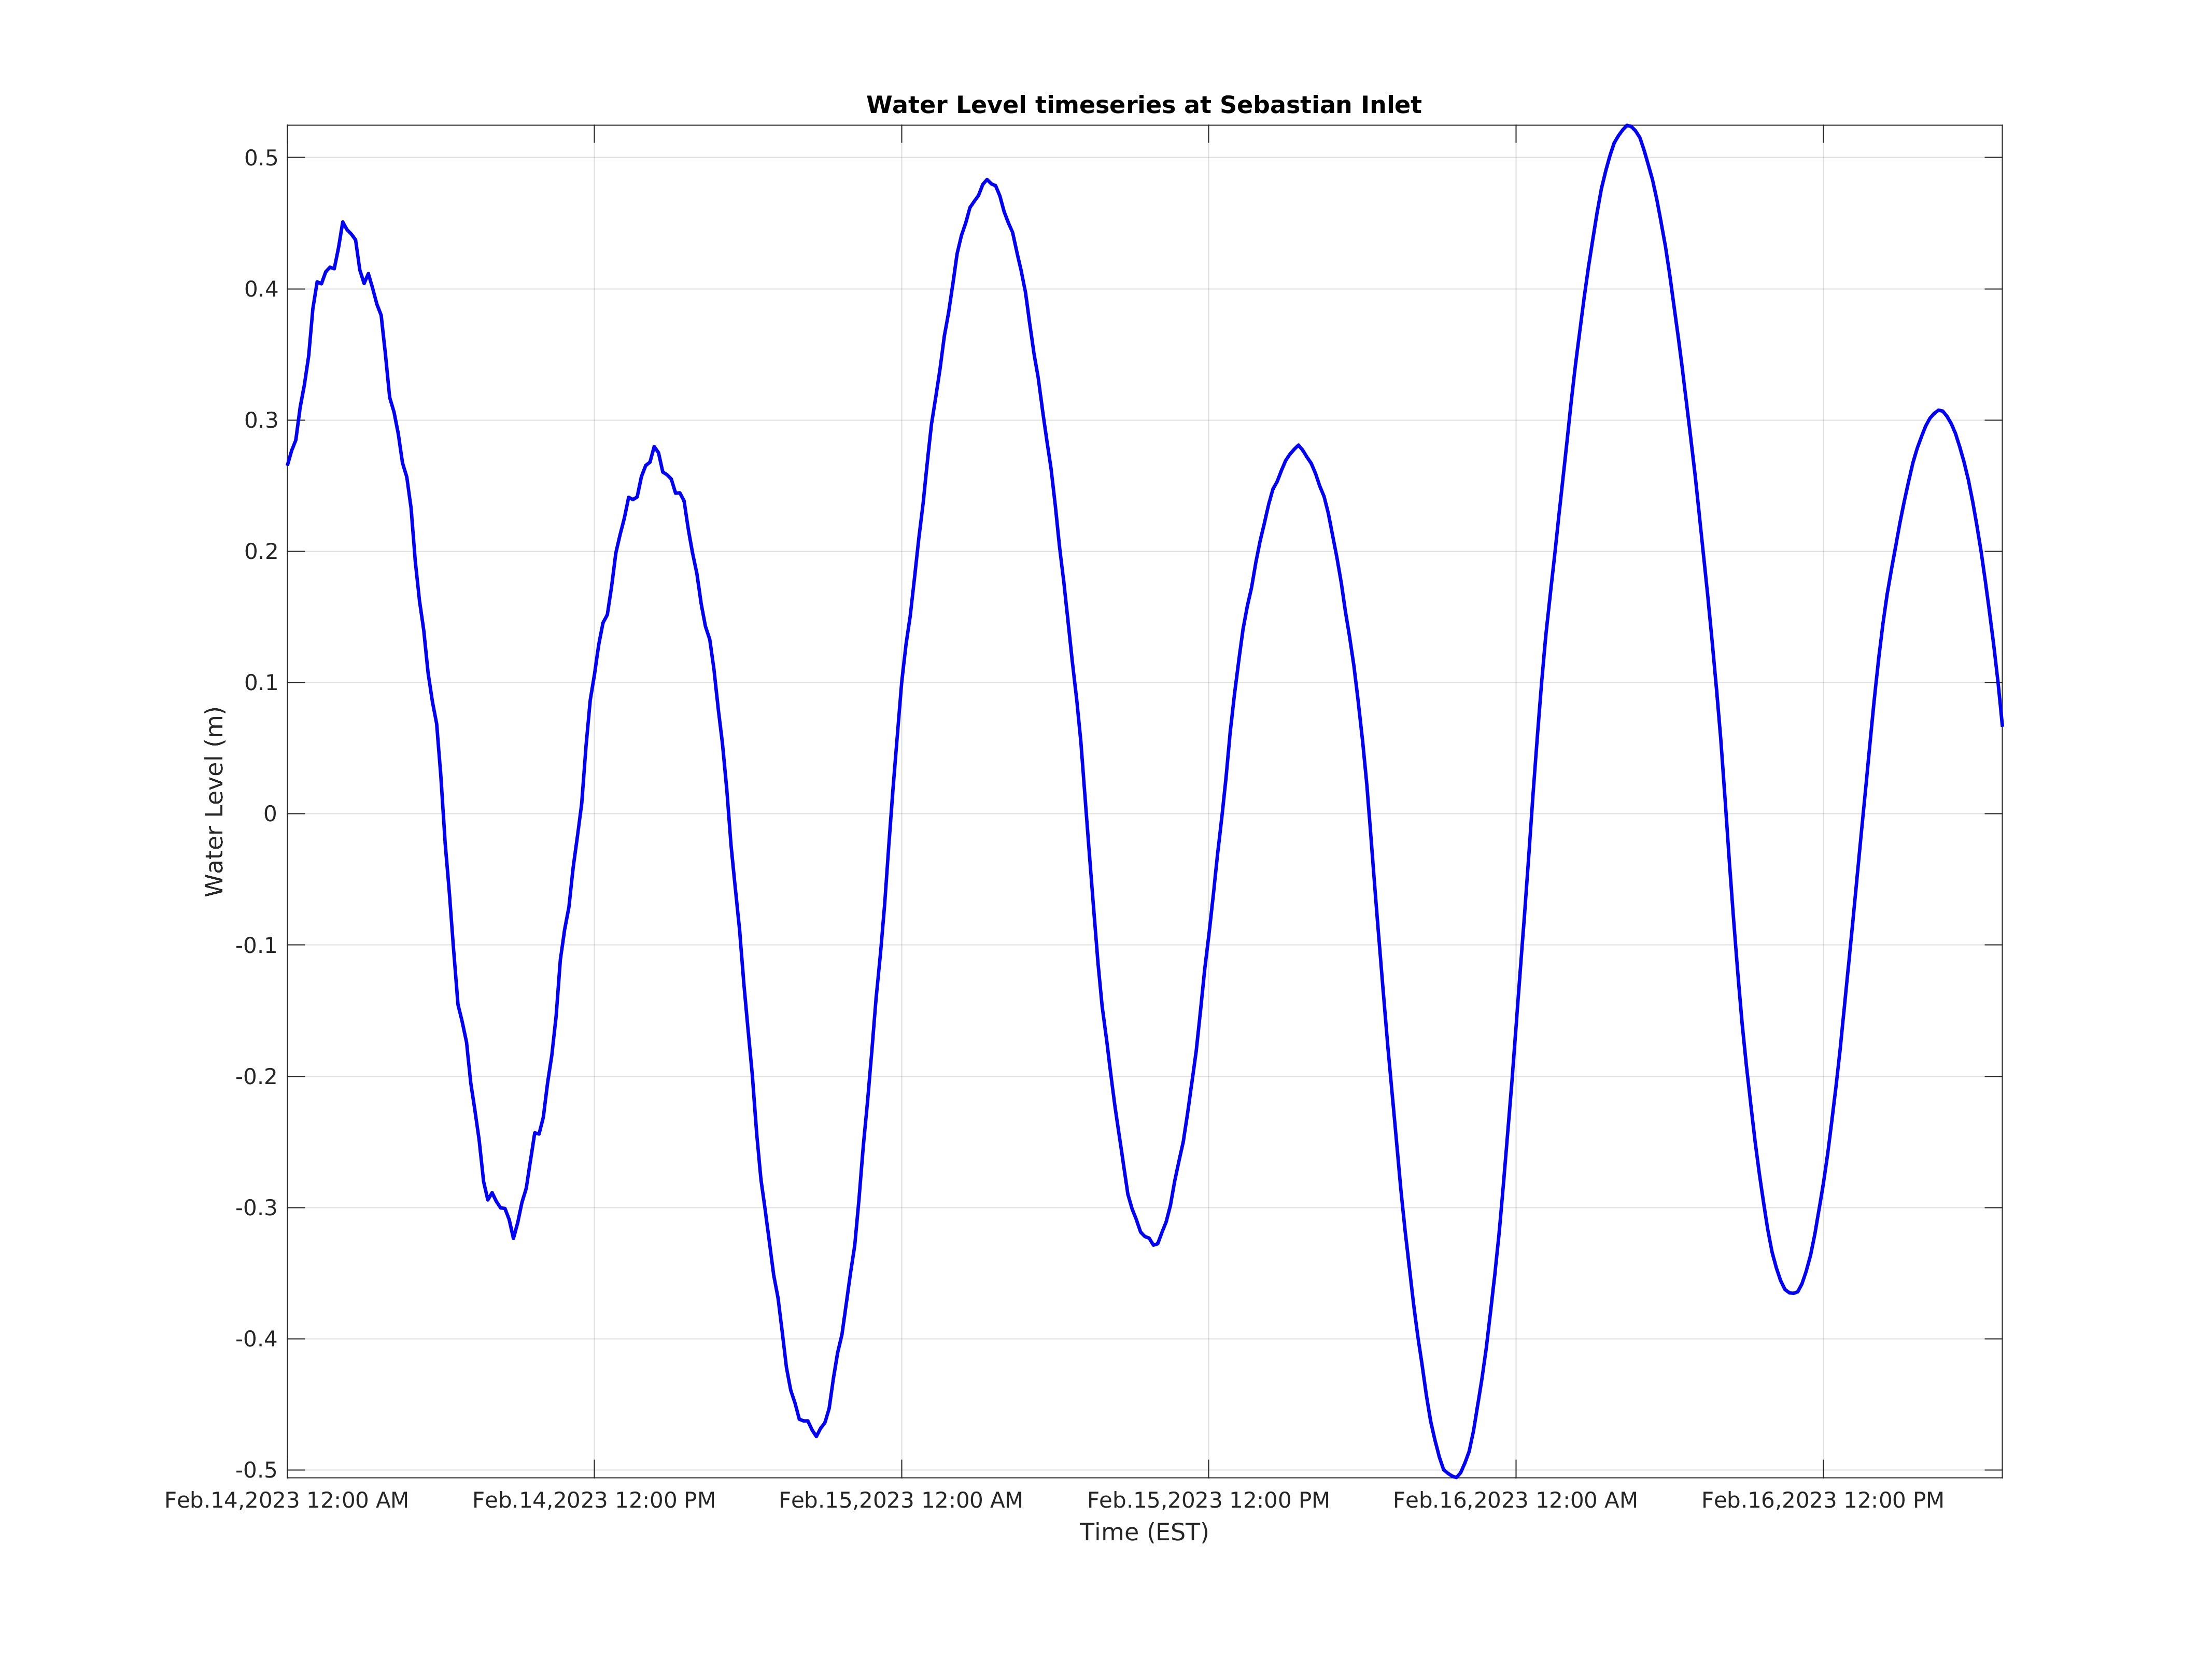 Water Level timeseries at Sebastian Inlet
0.5
0.4
0.3
0.2
0.1
0
-0.1
-0.2
-0.3
-0.4
-0.5
Water Level (m)
Feb.14,2023 12:00 AM Feb.14,2023 12:00 PM Feb.15,2023 12:00 AM Feb.15,2023 12:00 PM Feb.16,2023 12:00 AM Feb.16,2023 12:00 PM
Time (EST)